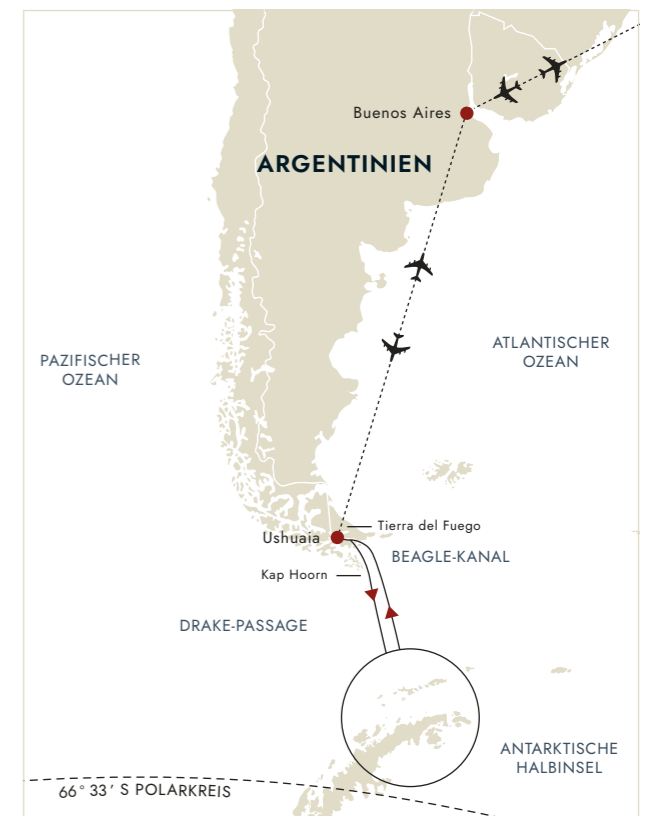 Buenos Aires
ARGENTINIEN
PAZIFISCHER
OZEAN
ATLANTISCHER
OZEAN
Tierra del Fuego
Ushuaia
BEAGLE-KANAL
Kap Hoorn
DRAKE-PASSAGE
ANTARKTISCHE
HALBINSEL
66° 33’ S POLARKREIS